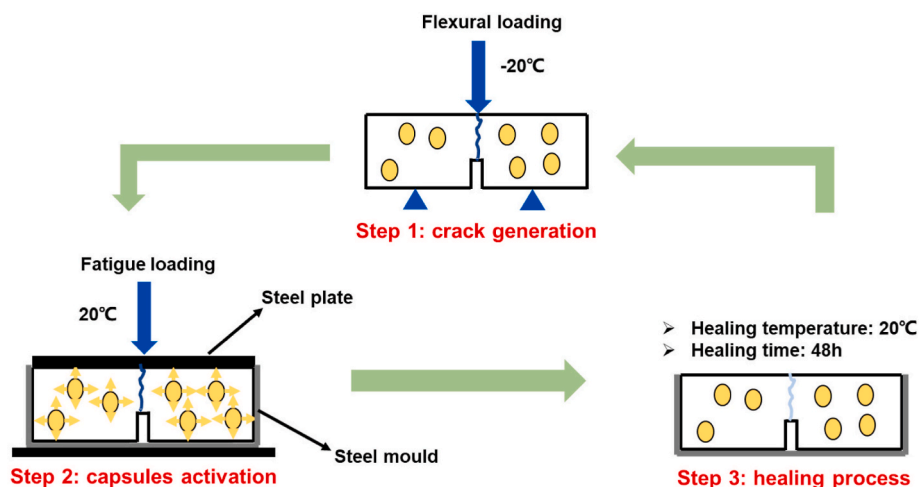 Flexural loading
-20℃
Step 1: crack generation
Fatigue loading
20℃
Steel plate
Steel mould
Step 2: capsules activation
➢ Healing temperature: 20℃
➢ Healing time: 48h
Step 3: healing process